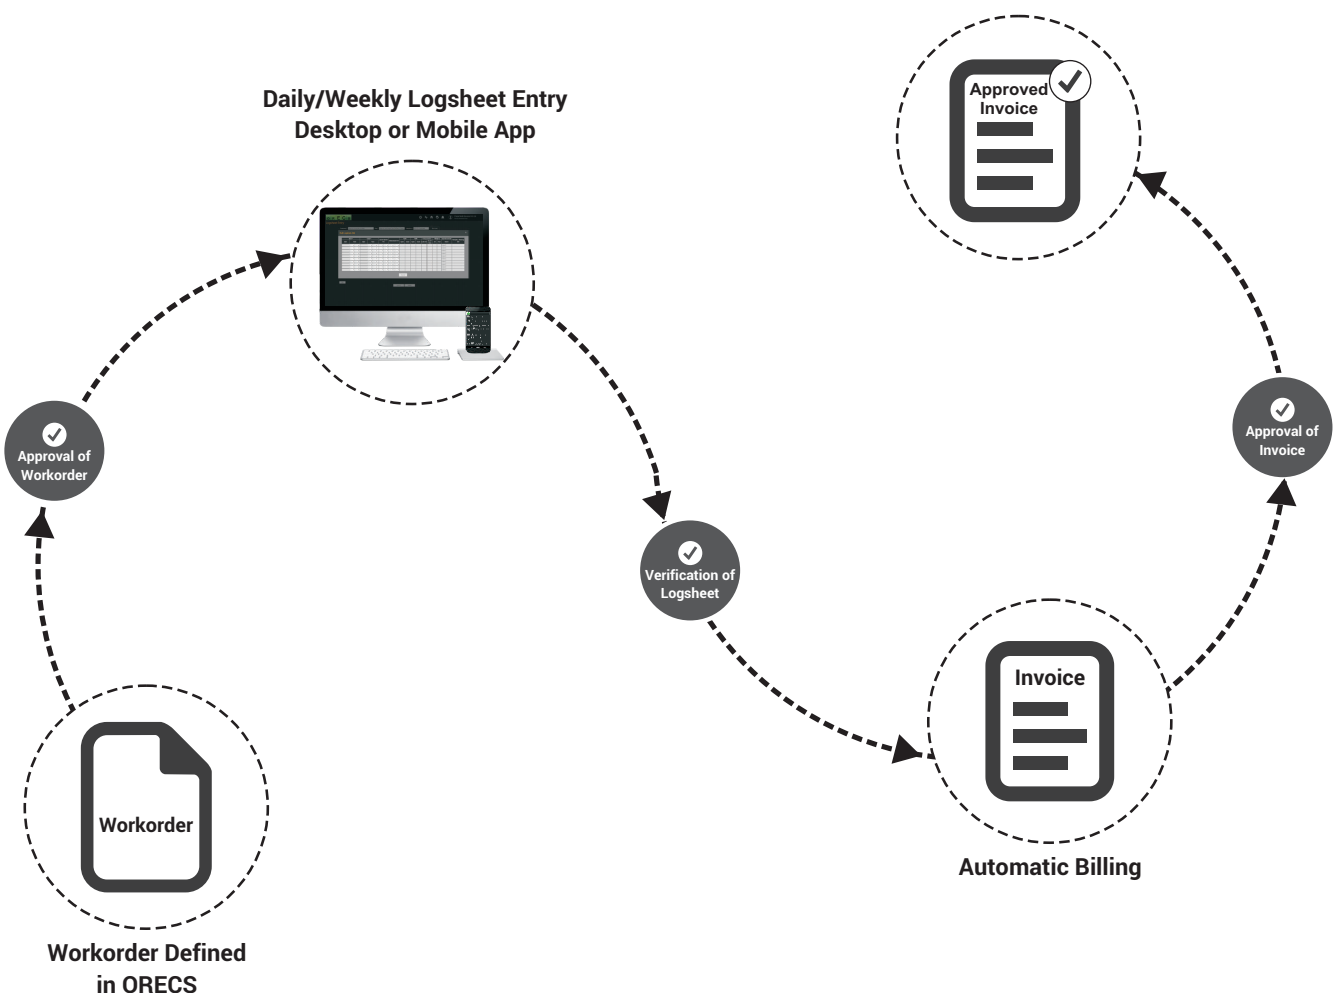 Daily/Weekly Logsheet Entry
Desktop or Mobile App
Approved
Invoice
Approval of
Workorder
Approval of
Invoice
Verification of
Logsheet
Invoice
Workorder
Automatic Billing
Workorder Defined
in ORECS